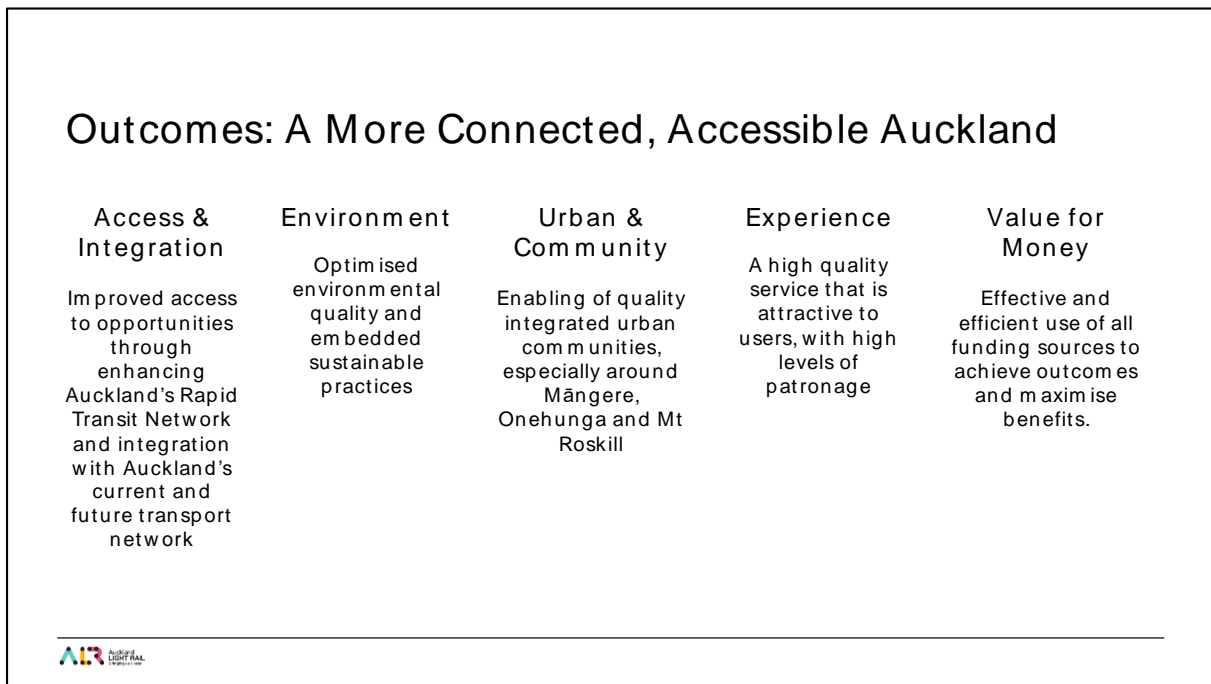 Outcomes: A More Connected, Accessible Auckland
Access &
Integration
Improved access
to opportunities
through
enhancing
Auckland’s Rapid
Transit Network
and integration
with Auckland’s
current and
future transport
network
Environment
Optimised
environmental
quality and
embedded
sustainable
practices
Urban &
Community
Enabling of quality
integrated urban
communities,
especially around
Māngere,
Onehunga and Mt
Roskill
Experience
A high quality
service that is
attractive to
users, with high
levels of
patronage
Value for
Money
Effective and
efficient use of all
funding sources to
achieve outcomes
and maximise
benefits.
ALR
Auckland
LIGHT RAIL